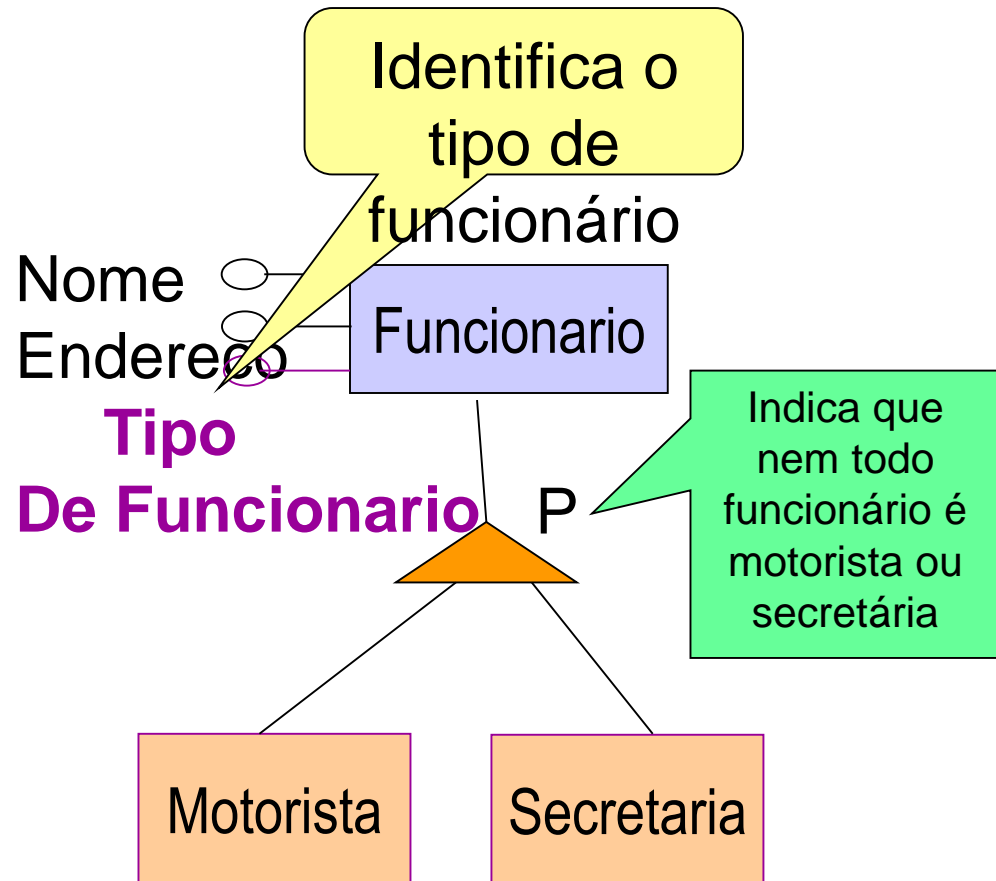 Identifica o
tipo de
funcionário
Nome
Endereço
Tipo
De Funcionario
Funcionario
P
Indica que
nem todo
funcionário é
motorista ou
secretária
Motorista
Secretaria